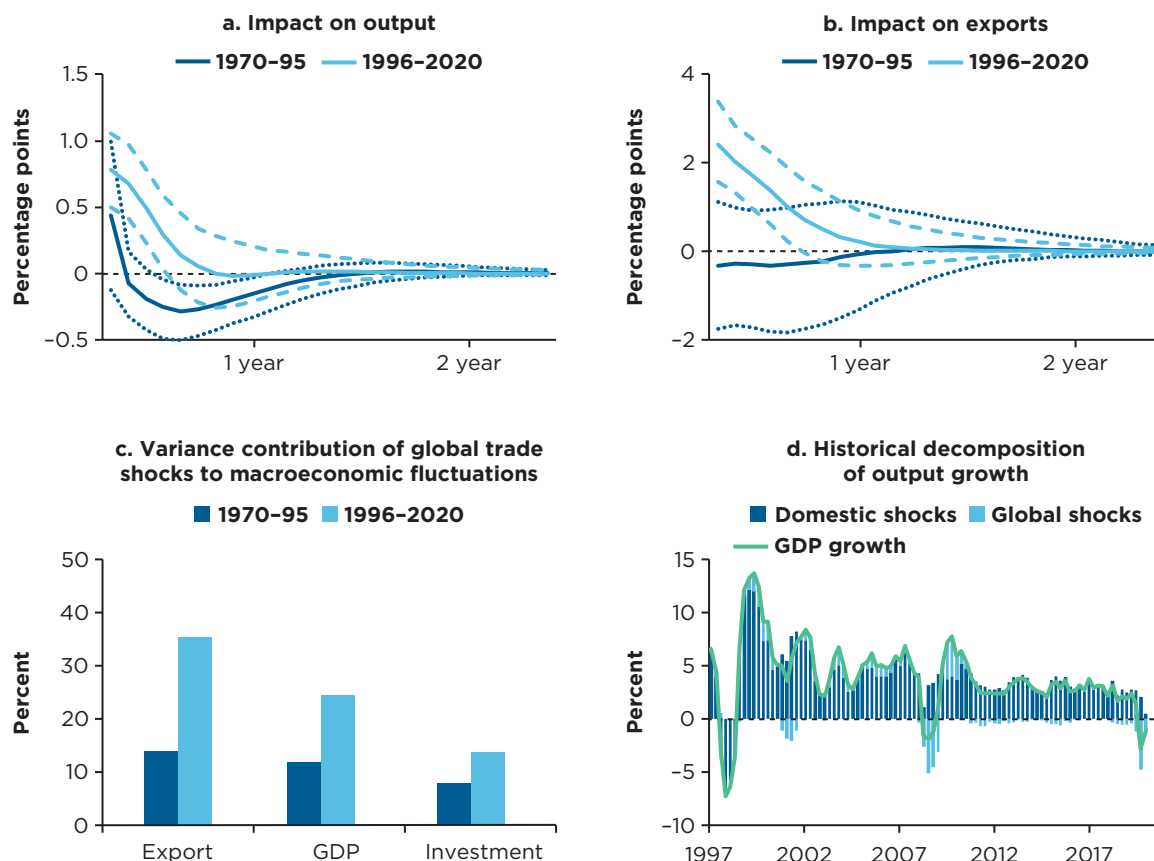 a. Impact on output
1970–95 1996–2020
Percentage points
1.5
1.0
0.5
0
–0.5
1 year 2 year
b. Impact on exports
1970–95 1996–2020
Percentage points
4
2
0
–2
1 year 2 year
c. Variance contribution of global trade
shocks to macroeconomic fluctuations
1970–95 1996–2020
Percent
50
40
30
20
10
0
Export GDP Investment
d. Historical decomposition
of output growth
Domestic shocks Global shocks
GDP growth
Percent
15
10
5
0
–5
–10
1997 2002 2007 2012 2017